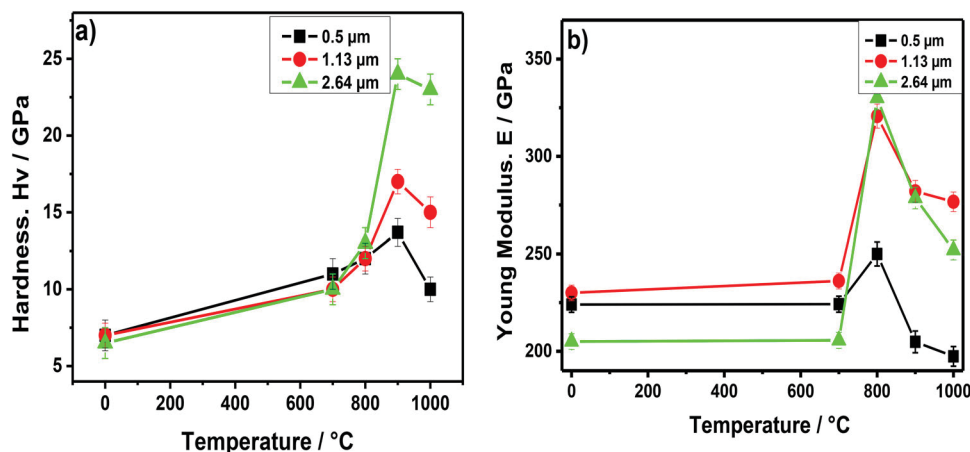 a)
0.5 µm
1.13 µm
2.64 µm
Hardness. Hv / GPa
25
20
15
10
5
0 200 400 600 800 1000
Temperature / °C
b)
0.5 µm
1.13 µm
2.64 µm
Young Modulus. E / GPa
350
300
250
200
0 200 400 600 800 1000
Temperature / °C